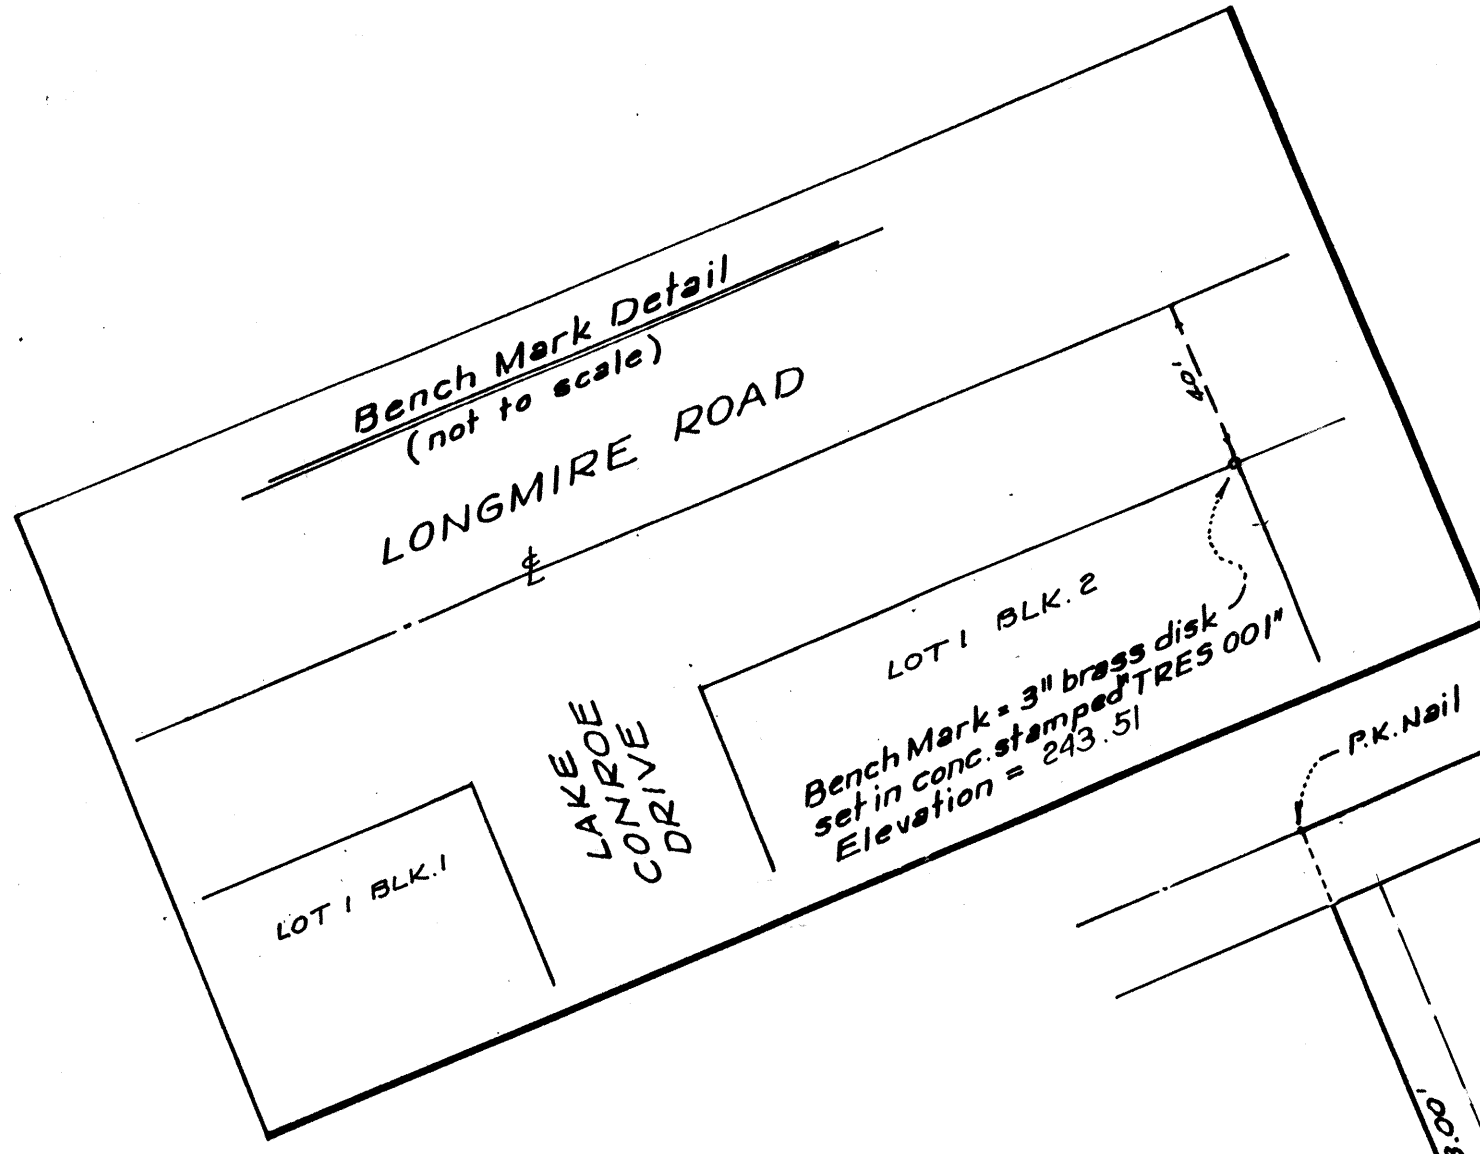 Bench Mark Detail
(not to scale)
LONGMIRE ROAD
℄
40'
LOT 1 BLK. 2
Bench Mark = 3" brass disk
set in conc. stamped "TRES 001"
Elevation = 243.51
LAKE
CONROE
DRIVE
LOT 1 BLK. 1
P.K. Nail